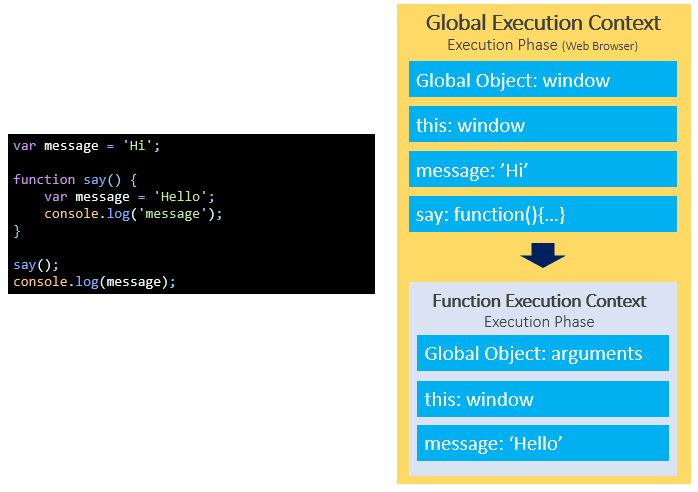 var message = 'Hi';
function say() {
    var message = 'Hello';
    console.log('message');
}
say();
console.log(message);
Global Execution Context
Execution Phase (Web Browser)
Global Object: window
this: window
message: ’Hi’
say: function(){…}
Function Execution Context
Execution Phase
Global Object: arguments
this: window
message: ‘Hello’